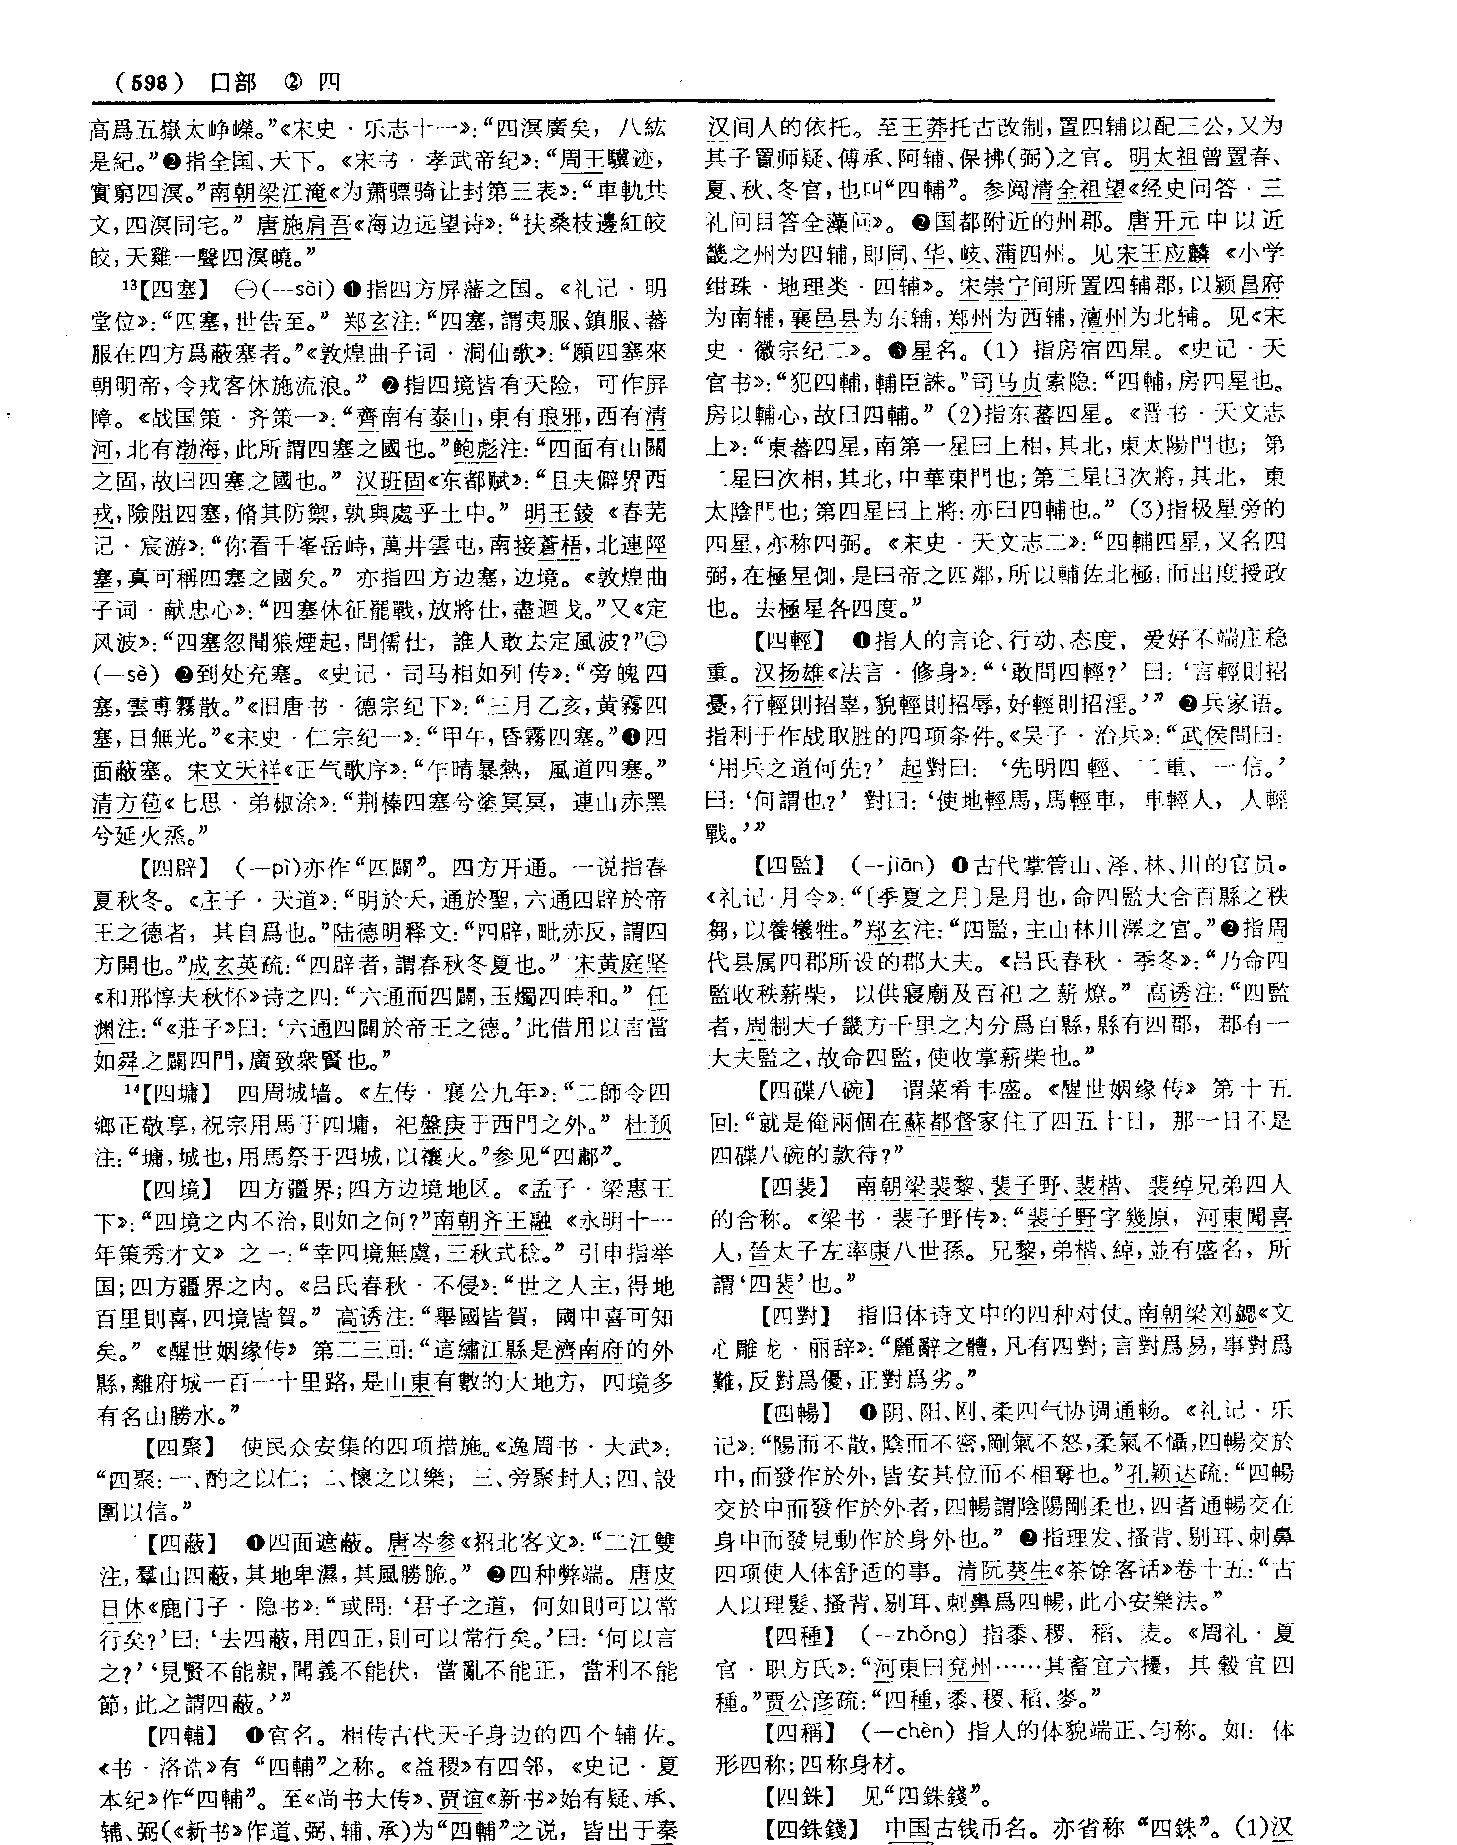 （598） 口部 ② 四
高爲五嶽太峥嶸。”《宋史·乐志十一》：“四溟廣矣，八紘
是紀。”❷指全国、天下。《宋书·孝武帝纪》：“周王驥迹，
實窮四溟。”南朝梁江淹《为萧骠骑让封第三表》：“車軌共
文，四溟同宅。” 唐施肩吾《海边远望诗》：“扶桑枝邊紅皎
皎，天雞一聲四溟曉。”
¹³【四塞】 ㊀(—sài)❶指四方屏藩之国。《礼记·明
堂位》：“四塞，世告至。” 郑玄注：“四塞，謂夷服、鎮服、蕃
服在四方爲蔽塞者。”《敦煌曲子词·洞仙歌》：“願四塞來
朝明帝，令戎客休施流浪。” ❷指四境皆有天险，可作屏
障。《战国策·齐策一》：“齊南有泰山，東有琅邪，西有清
河，北有渤海，此所謂四塞之國也。”鲍彪注：“四面有山關
之固，故曰四塞之國也。” 汉班固《东都赋》：“且夫僻界西
戎，險阻四塞，脩其防禦，孰與處乎土中。” 明王錂《春芜
记·宸游》：“你看千峯岳峙，萬井雲屯，南接蒼梧，北連陘
塞，真可稱四塞之國矣。” 亦指四方边塞，边境。《敦煌曲
子词·献忠心》：“四塞休征罷戰，放將仕，盡迴戈。”又《定
风波》：“四塞忽聞狼煙起，問儒仕，誰人敢去定風波？”㊁
(—sè) ❷到处充塞。《史记·司马相如列传》：“旁魄四
塞，雲尃霧散。”《旧唐书·德宗纪下》：“三月乙亥，黄霧四
塞，日無光。”《宋史·仁宗纪一》：“甲午，昏霧四塞。”❶四
面蔽塞。宋文天祥《正气歌序》：“乍晴暴熱，風道四塞。”
清方苞《七思·弟椒涂》：“荆榛四塞兮塗冥冥，連山赤黑
兮延火烝。”
【四辟】 (—pì)亦作“四闢”。四方开通。一说指春
夏秋冬。《庄子·天道》：“明於天，通於聖，六通四辟於帝
王之德者，其自爲也。”陆德明释文：“四辟，毗赤反，謂四
方開也。”成玄英疏：“四辟者，謂春秋冬夏也。” 宋黄庭坚
《和邢惇夫秋怀》诗之四：“六通而四闢，玉燭四時和。” 任
渊注：“《莊子》曰：‘六通四闢於帝王之德。’此借用以言當
如舜之闢四門，廣致衆賢也。”
¹⁴【四墉】 四周城墙。《左传·襄公九年》：“二師令四
鄉正敬享，祝宗用馬于四墉，祀盤庚于西門之外。” 杜预
注：“墉，城也，用馬祭于四城，以禳火。”参见“四鄘”。
【四境】 四方疆界；四方边境地区。《孟子·梁惠王
下》：“四境之内不治，則如之何？”南朝齐王融《永明十一
年策秀才文》之一：“幸四境無虞，三秋式稔。” 引申指举
国；四方疆界之内。《吕氏春秋·不侵》：“世之人主，得地
百里則喜，四境皆賀。” 高诱注：“舉國皆賀，國中喜可知
矣。”《醒世姻缘传》第二三回：“這繡江縣是濟南府的外
縣，離府城一百一十里路，是山東有數的大地方，四境多
有名山勝水。”
【四聚】 使民众安集的四项措施。《逸周书·大武》：
“四聚：一、酌之以仁；二、懷之以樂；三、旁聚封人；四、設
圍以信。”
【四蔽】 ❶四面遮蔽。唐岑参《招北客文》：“二江雙
注，羣山四蔽，其地卑濕，其風勝脆。” ❷四种弊端。唐皮
日休《鹿门子·隐书》：“或問：‘君子之道，何如則可以常
行矣？’曰：‘去四蔽，用四正，則可以常行矣。’曰：‘何以言
之？’‘見賢不能親，聞義不能伏，當亂不能正，當利不能
節，此之謂四蔽。’”
【四輔】 ❶官名。相传古代天子身边的四个辅佐。
《书·洛诰》有“四輔”之称。《益稷》有四邻，《史记·夏
本纪》作“四輔”。至《尚书大传》、贾谊《新书》始有疑、承、
辅、弼(《新书》作道、弼、辅、承)为“四輔”之说，皆出于秦
汉间人的依托。至王莽托古改制，置四辅以配三公，又为
其子置师疑、傅承、阿辅、保拂(弼)之官。明太祖曾置春、
夏、秋、冬官，也叫“四輔”。参阅清全祖望《经史问答·三
礼问目答全藻问》。❷国都附近的州郡。唐开元中以近
畿之州为四辅，即同、华、岐、蒲四州。见宋王应麟《小学
绀珠·地理类·四辅》。宋崇宁间所置四辅郡，以颍昌府
为南辅，襄邑县为东辅，郑州为西辅，澶州为北辅。见《宋
史·徽宗纪二》。❸星名。(1) 指房宿四星。《史记·天
官书》：“犯四輔，輔臣誅。”司马贞索隐：“四輔，房四星也。
房以輔心，故曰四輔。” (2)指东蕃四星。《晋书·天文志
上》：“東蕃四星，南第一星曰上相，其北，東太陽門也；第
二星曰次相，其北，中華東門也；第三星曰次將，其北，東
太陰門也；第四星曰上將：亦曰四輔也。” (3)指极星旁的
四星，亦称四弼。《宋史·天文志二》：“四輔四星，又名四
弼，在極星側，是曰帝之四鄰，所以輔佐北極，而出度授政
也。去極星各四度。”
【四輕】 ❶指人的言论、行动、态度，爱好不端庄稳
重。汉扬雄《法言·修身》：“‘敢問四輕？’曰：‘言輕則招
憂，行輕則招辜，貌輕則招辱，好輕則招淫。’” ❷兵家语。
指利于作战取胜的四项条件。《吴子·治兵》：“武侯問曰：
‘用兵之道何先？’起對曰：‘先明四輕、二重、一信。’
曰：‘何謂也？’對曰：‘使地輕馬，馬輕車，車輕人，人輕
戰。’”
【四監】 (—jiān) ❶古代掌管山、泽、林、川的官员。
《礼记·月令》：“〔季夏之月〕是月也，命四監大合百縣之秩
芻，以養犧牲。”郑玄注：“四監，主山林川澤之官。”❷指周
代县属四郡所设的郡大夫。《吕氏春秋·季冬》：“乃命四
監收秩薪柴，以供寢廟及百祀之薪燎。” 高诱注：“四監
者，周制天子畿方千里之内分爲百縣，縣有四郡，郡有一
大夫監之，故命四監，使收掌薪柴也。”
【四碟八碗】 谓菜肴丰盛。《醒世姻缘传》第十五
回：“就是俺兩個在蘇都督家住了四五十日，那一日不是
四碟八碗的款待？”
【四裴】 南朝梁裴黎、裴子野、裴楷、裴绰兄弟四人
的合称。《梁书·裴子野传》：“裴子野字幾原，河東聞喜
人，晉太子左率康八世孫。兄黎，弟楷、綽，並有盛名，所
謂‘四裴’也。”
【四對】 指旧体诗文中的四种对仗。南朝梁刘勰《文
心雕龙·丽辞》：“麗辭之體，凡有四對；言對爲易，事對爲
難，反對爲優，正對爲劣。”
【四暢】 ❶阴、阳、刚、柔四气协调通畅。《礼记·乐
记》：“陽而不散，陰而不密，剛氣不怒，柔氣不懾，四暢交於
中，而發作於外，皆安其位而不相奪也。”孔颖达疏：“四暢
交於中而發作於外者，四暢謂陰陽剛柔也，四者通暢交在
身中而發見動作於身外也。” ❷指理发、搔背、剔耳、刺鼻
四项使人体舒适的事。清阮葵生《茶馀客话》卷十五：“古
人以理髮、搔背、剔耳、刺鼻爲四暢，此小安樂法。”
【四種】 (—zhǒng) 指黍、稷、稻、麦。《周礼·夏
官·职方氏》：“河東曰兗州……其畜宜六擾，其穀宜四
種。”贾公彦疏：“四種，黍、稷、稻、麥。”
【四稱】 (—chèn) 指人的体貌端正、匀称。如：体
形四称；四称身材。
【四銖】 见“四銖錢”。
【四銖錢】 中国古钱币名。亦省称“四銖”。(1)汉